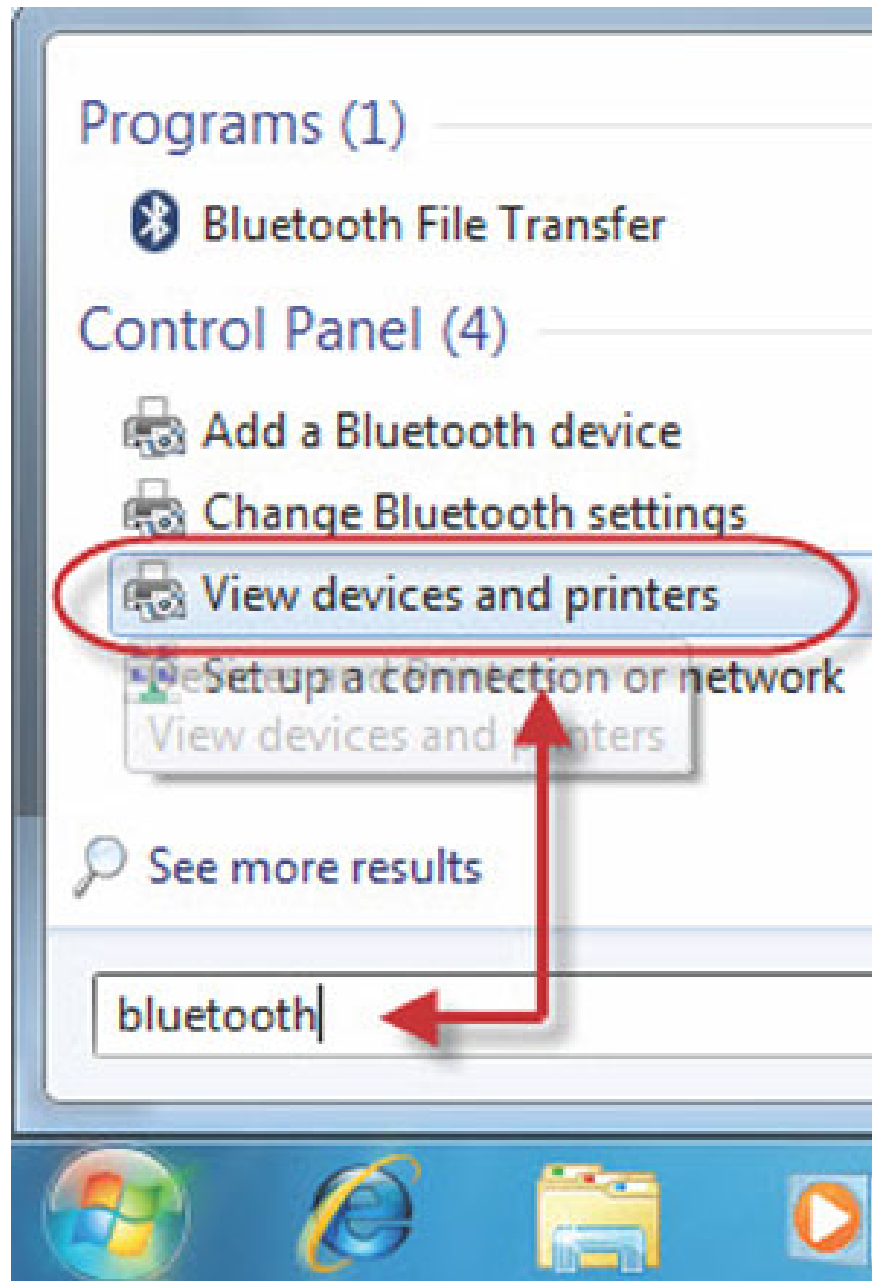 Programs (1)
Bluetooth File Transfer
Control Panel (4)
Add a Bluetooth device
Change Bluetooth settings
View devices and printers
Set up a connection or network
View devices and printers
See more results
bluetooth